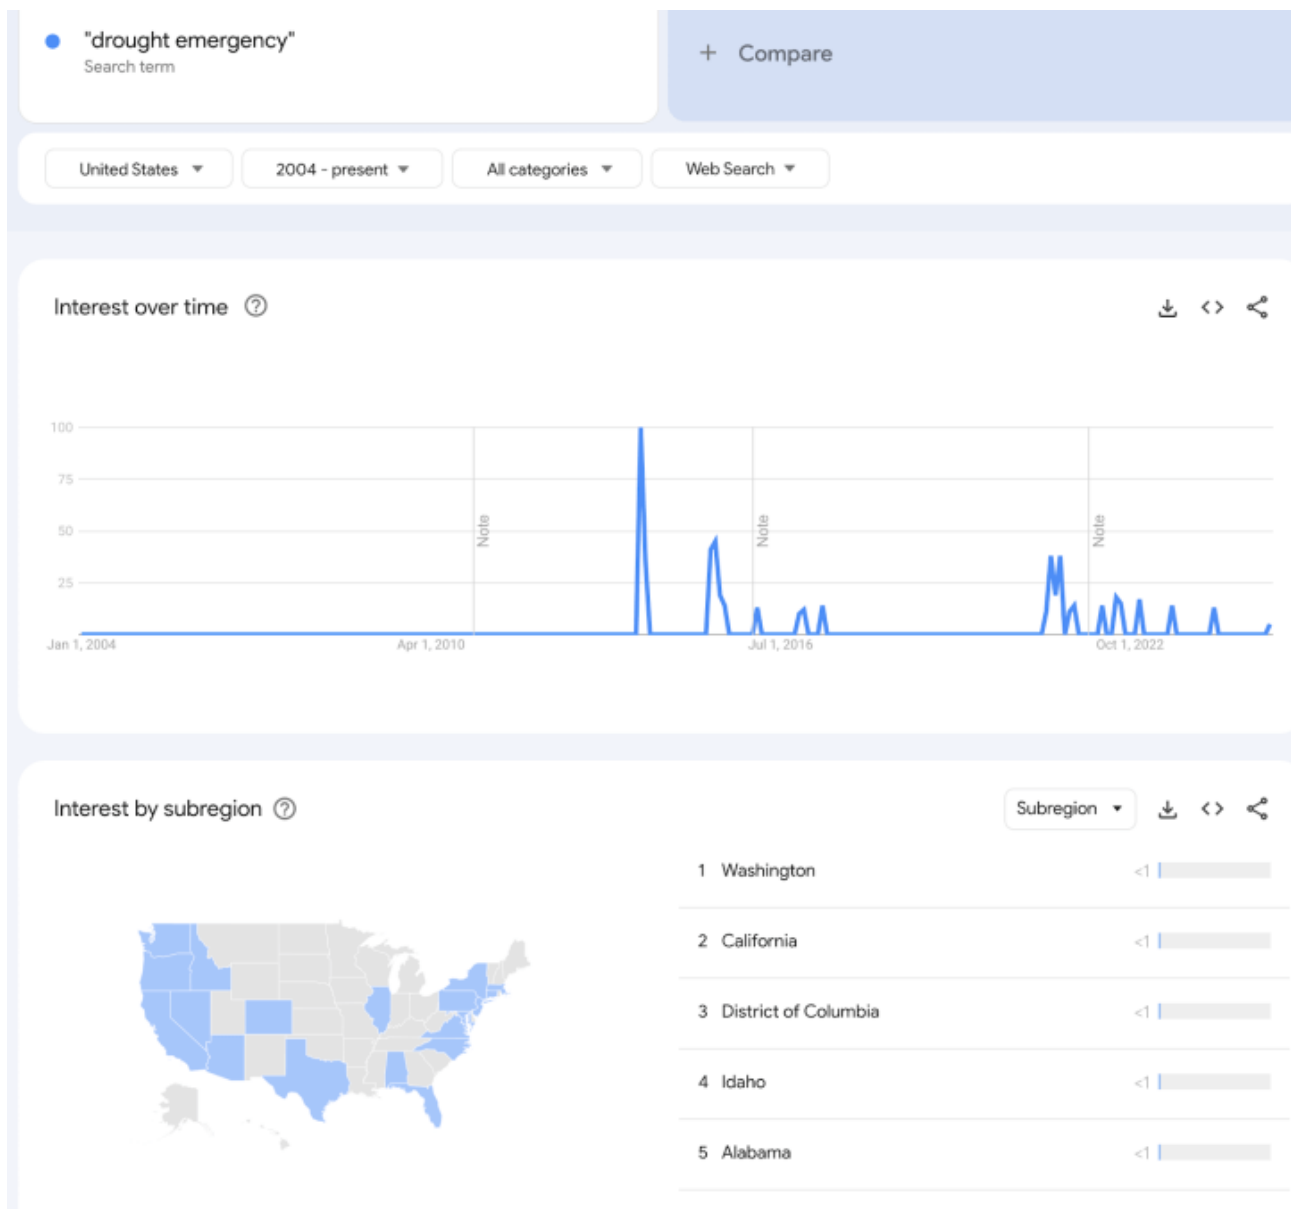 "drought emergency"
Search term
+ Compare
United States
2004 - present
All categories
Web Search
Interest over time
100
75
50
25
Note
Note
Note
Jan 1, 2004
Apr 1, 2010
Jul 1, 2016
Oct 1, 2022
Interest by subregion
Subregion
1 Washington <1
2 California <1
3 District of Columbia <1
4 Idaho <1
5 Alabama <1